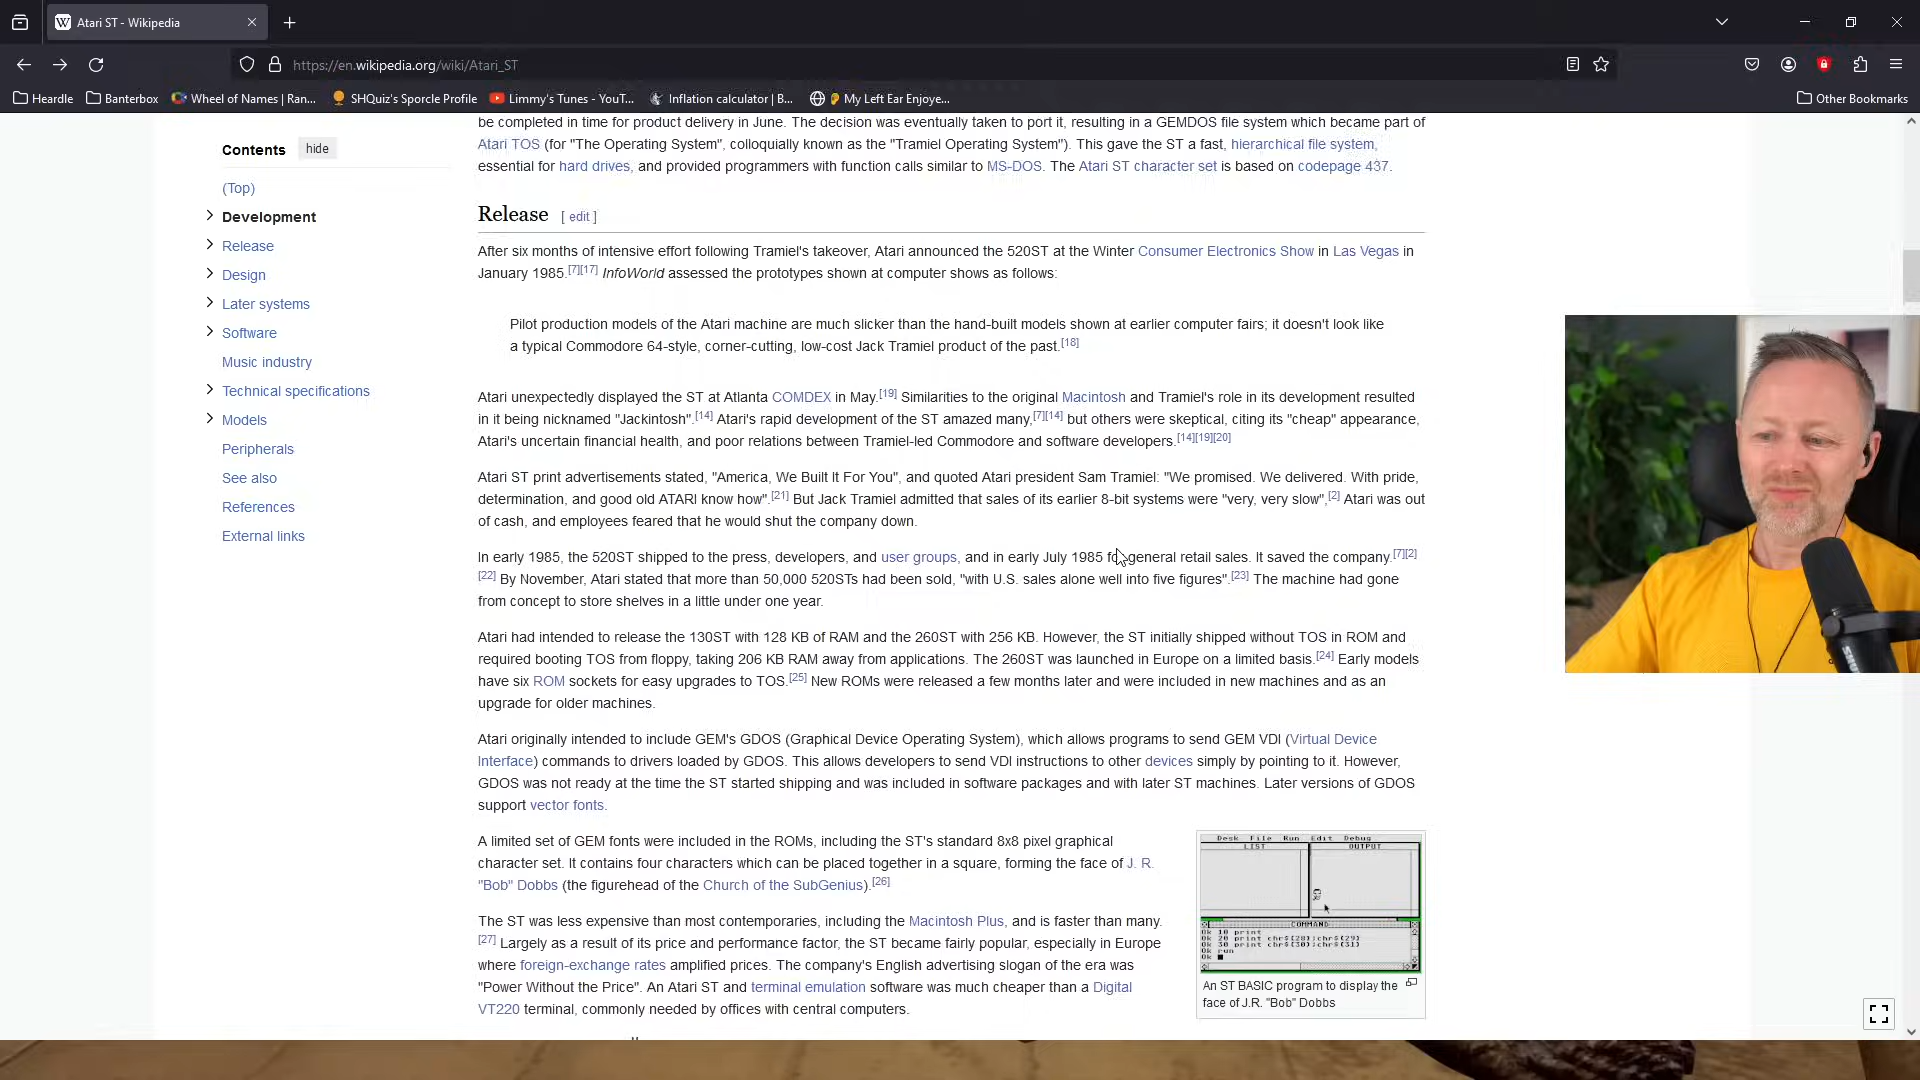 Atari ST - Wikipedia
https://en.wikipedia.org/wiki/Atari_ST
Heardle
Banterbox
Wheel of Names | Ran...
SHQuiz's Sporcle Profile
Limmy's Tunes - YouT...
Inflation calculator | B...
My Left Ear Enjoye...
Other Bookmarks
Contents
hide
(Top)
Development
Release
Design
Later systems
Software
Music industry
Technical specifications
Models
Peripherals
See also
References
External links
be completed in time for product delivery in June. The decision was eventually taken to port it, resulting in a GEMDOS file system which became part of
Atari TOS (for "The Operating System", colloquially known as the "Tramiel Operating System"). This gave the ST a fast, hierarchical file system,
essential for hard drives, and provided programmers with function calls similar to MS-DOS. The Atari ST character set is based on codepage 437.
Release [ edit ]
After six months of intensive effort following Tramiel's takeover, Atari announced the 520ST at the Winter Consumer Electronics Show in Las Vegas in
January 1985.[7][17] InfoWorld assessed the prototypes shown at computer shows as follows:
Pilot production models of the Atari machine are much slicker than the hand-built models shown at earlier computer fairs; it doesn't look like
a typical Commodore 64-style, corner-cutting, low-cost Jack Tramiel product of the past.[18]
Atari unexpectedly displayed the ST at Atlanta COMDEX in May.[19] Similarities to the original Macintosh and Tramiel's role in its development resulted
in it being nicknamed "Jackintosh".[14] Atari's rapid development of the ST amazed many,[7][14] but others were skeptical, citing its "cheap" appearance,
Atari's uncertain financial health, and poor relations between Tramiel-led Commodore and software developers.[14][19][20]
Atari ST print advertisements stated, "America, We Built It For You", and quoted Atari president Sam Tramiel: "We promised. We delivered. With pride,
determination, and good old ATARI know how".[21] But Jack Tramiel admitted that sales of its earlier 8-bit systems were "very, very slow",[2] Atari was out
of cash, and employees feared that he would shut the company down.
In early 1985, the 520ST shipped to the press, developers, and user groups, and in early July 1985 for general retail sales. It saved the company.[7][2]
[22] By November, Atari stated that more than 50,000 520STs had been sold, "with U.S. sales alone well into five figures".[23] The machine had gone
from concept to store shelves in a little under one year.
Atari had intended to release the 130ST with 128 KB of RAM and the 260ST with 256 KB. However, the ST initially shipped without TOS in ROM and
required booting TOS from floppy, taking 206 KB RAM away from applications. The 260ST was launched in Europe on a limited basis.[24] Early models
have six ROM sockets for easy upgrades to TOS.[25] New ROMs were released a few months later and were included in new machines and as an
upgrade for older machines.
Atari originally intended to include GEM's GDOS (Graphical Device Operating System), which allows programs to send GEM VDI (Virtual Device
Interface) commands to drivers loaded by GDOS. This allows developers to send VDI instructions to other devices simply by pointing to it. However,
GDOS was not ready at the time the ST started shipping and was included in software packages and with later ST machines. Later versions of GDOS
support vector fonts.
A limited set of GEM fonts were included in the ROMs, including the ST's standard 8x8 pixel graphical
character set. It contains four characters which can be placed together in a square, forming the face of J. R.
"Bob" Dobbs (the figurehead of the Church of the SubGenius).[26]
The ST was less expensive than most contemporaries, including the Macintosh Plus, and is faster than many.
[27] Largely as a result of its price and performance factor, the ST became fairly popular, especially in Europe
where foreign-exchange rates amplified prices. The company's English advertising slogan of the era was
"Power Without the Price". An Atari ST and terminal emulation software was much cheaper than a Digital
VT220 terminal, commonly needed by offices with central computers.
Desk File Run Edit Debug
LIST OUTPUT
COMMAND
Ok 10 print
Ok 20 print chr$(28);chr$(29)
Ok 30 print chr$(30);chr$(31)
Ok run
Ok
An ST BASIC program to display the
face of J.R. "Bob" Dobbs